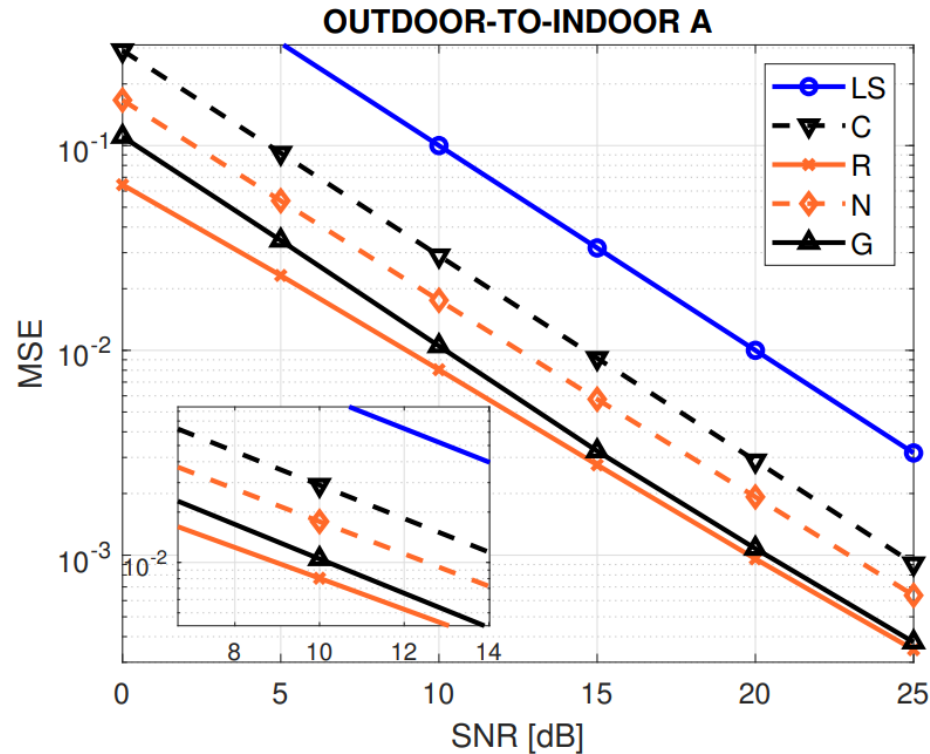 OUTDOOR-TO-INDOOR A
LS
C
R
N
G
10^-1
10^-2
10^-3
MSE
10^-2
8 10 12 14
0 5 10 15 20 25
SNR [dB]